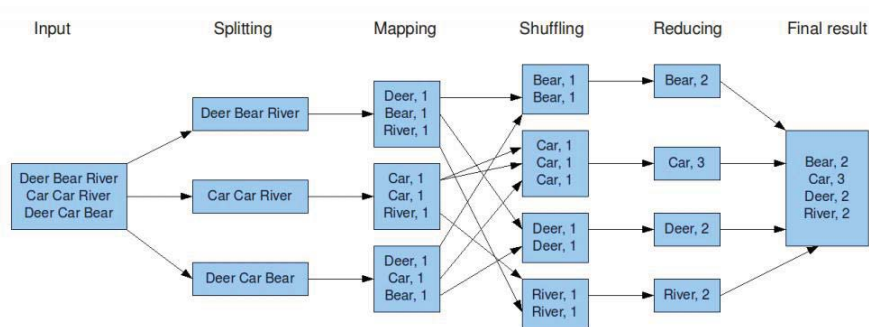 Input
Splitting
Mapping
Shuffling
Reducing
Final result
Deer Bear River
Car Car River
Deer Car Bear
Deer Bear River
Car Car River
Deer Car Bear
Deer, 1
Bear, 1
River, 1
Car, 1
Car, 1
River, 1
Deer, 1
Car, 1
Bear, 1
Bear, 1
Bear, 1
Car, 1
Car, 1
Car, 1
Deer, 1
Deer, 1
River, 1
River, 1
Bear, 2
Car, 3
Deer, 2
River, 2
Bear, 2
Car, 3
Deer, 2
River, 2